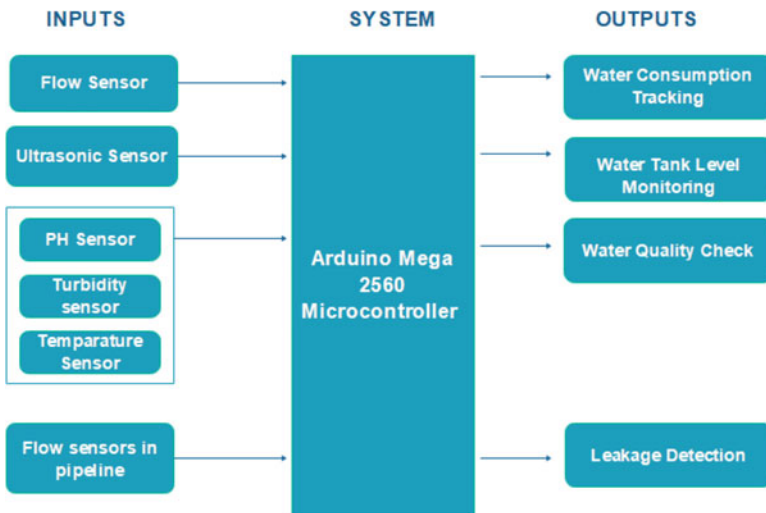 INPUTS
SYSTEM
OUTPUTS
Flow Sensor
Ultrasonic Sensor
PH Sensor
Turbidity
sensor
Temparature
Sensor
Flow sensors in
pipeline
Arduino Mega
2560
Microcontroller
Water Consumption
Tracking
Water Tank Level
Monitoring
Water Quality Check
Leakage Detection